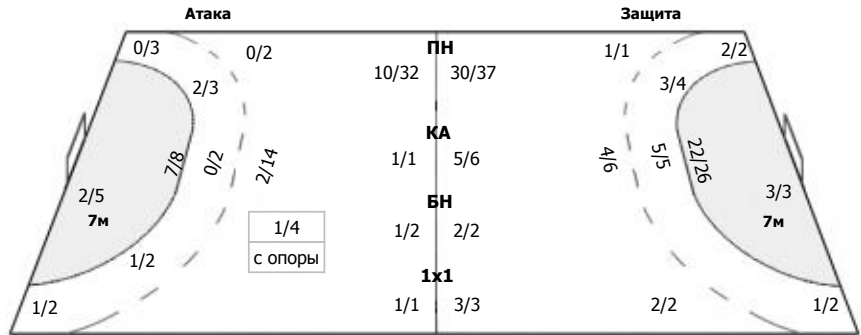 Атака Защита
0/3 0/2 ПН 1/1 2/2
2/3 10/32 30/37 3/4
КА
7/8 0/2 2/14 1/1 5/6 4/6 5/5 22/26
2/5 3/3
7м БН 7м
1/4 1/2 2/2
с опоры
1/2
1х1
1/2 1/1 3/3 2/2 1/2